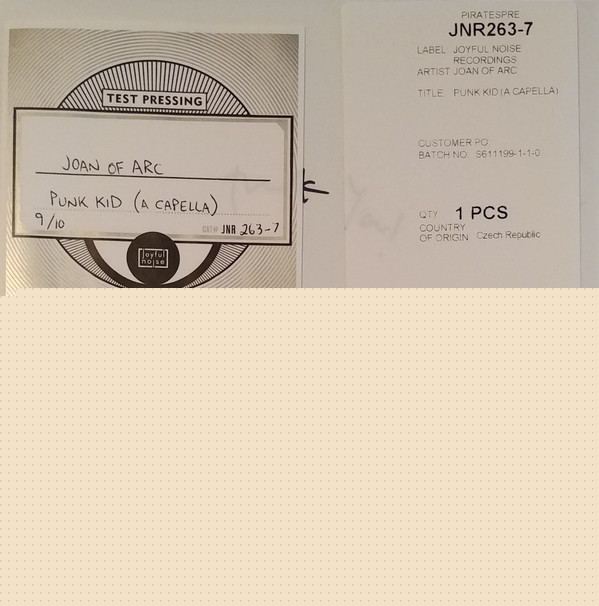 TEST PRESSING
JOAN OF ARC
PUNK KID (A CAPELLA)
9/10
CAT# JNR 263-7
joyful
noise
PIRATESPRE
JNR263-7
LABEL JOYFUL NOISE
RECORDINGS
ARTIST JOAN OF ARC
TITLE PUNK KID (A CAPELLA)
CUSTOMER PO
BATCH NO. S611199-1-1-0
QTY 1 PCS
COUNTRY
OF ORIGIN Czech Republic